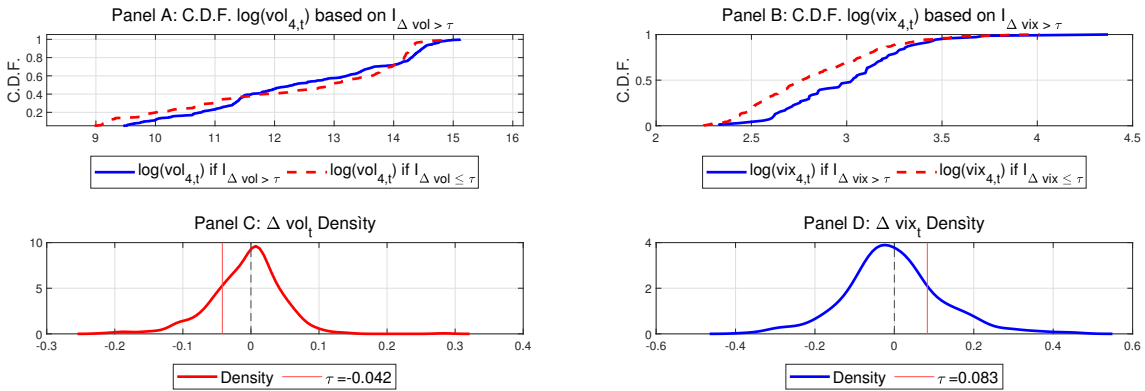 Panel A: C.D.F. log(vol4,t) based on IΔ vol > τ
C.D.F.
1
0.8
0.6
0.4
0.2
9 10 11 12 13 14 15 16
log(vol4,t) if IΔ vol > τ log(vol4,t) if IΔ vol ≤ τ
Panel B: C.D.F. log(vix4,t) based on IΔ vix > τ
C.D.F.
1
0.5
0
2 2.5 3 3.5 4 4.5
log(vix4,t) if IΔ vix > τ log(vix4,t) if IΔ vix ≤ τ
Panel C: Δ volt Density
10
5
0
-0.3 -0.2 -0.1 0 0.1 0.2 0.3 0.4
Density τ =-0.042
Panel D: Δ vixt Density
4
2
0
-0.6 -0.4 -0.2 0 0.2 0.4 0.6
Density τ =0.083